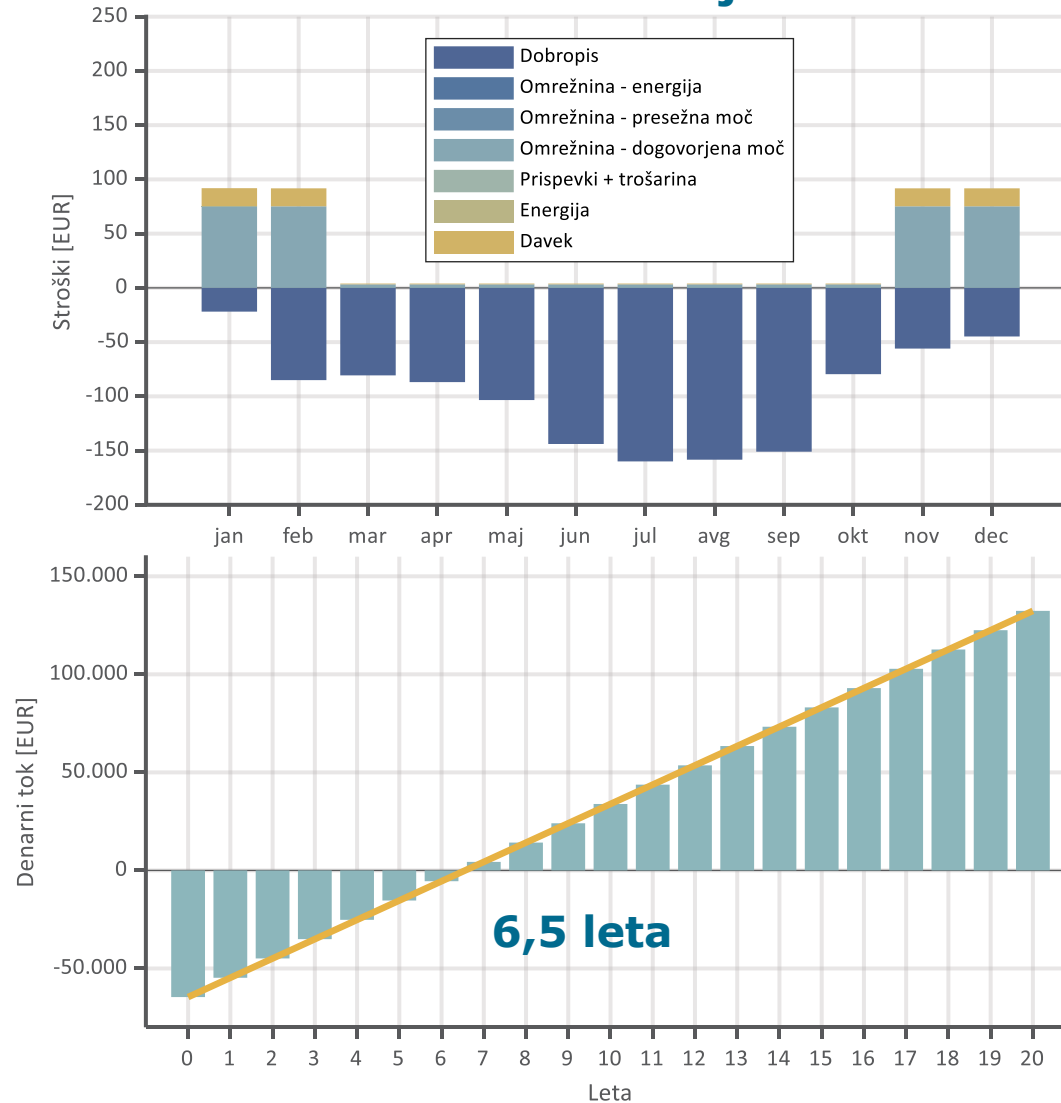 250
200
150
100
50
0
-50
-100
-150
-200
Stroški [EUR]
Dobropis
Omrežnina - energija
Omrežnina - presežna moč
Omrežnina - dogovorjena moč
Prispevki + trošarina
Energija
Davek
jan feb mar apr maj jun jul avg sep okt nov dec
150.000
100.000
50.000
0
-50.000
Denarni tok [EUR]
6,5 leta
0 1 2 3 4 5 6 7 8 9 10 11 12 13 14 15 16 17 18 19 20
Leta